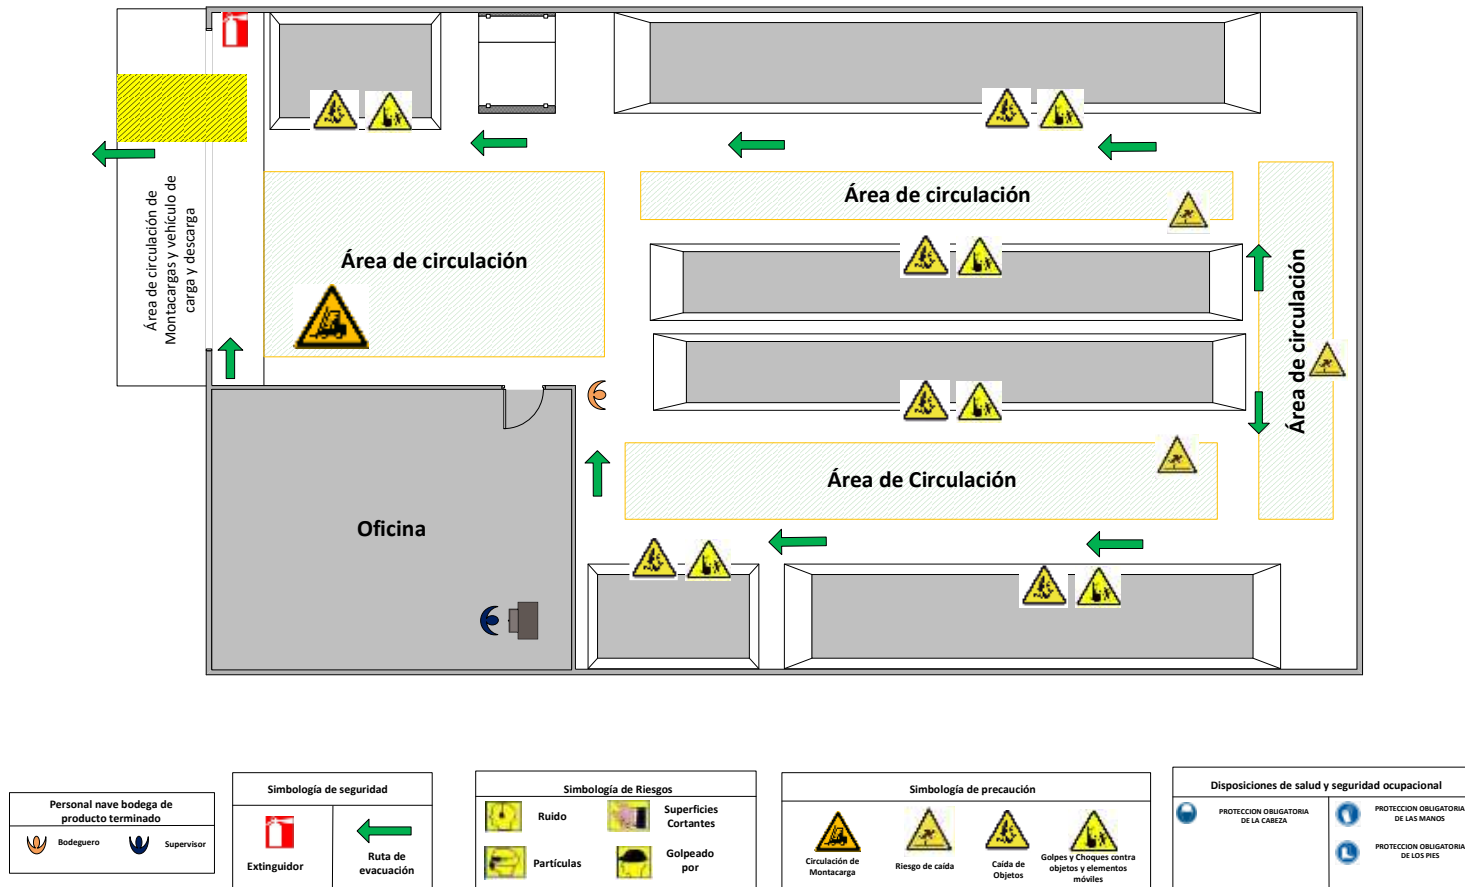 Área de circulación de
Montacargas y vehículo de
carga y descarga
Área de circulación
Área de circulación
Área de circulación
Área de Circulación
Oficina
Personal nave bodega de
producto terminado
Bodeguero
Supervisor
Simbología de seguridad
Extinguidor
Ruta de
evacuación
Simbología de Riesgos
Ruido
Superficies
Cortantes
Partículas
Golpeado
por
Simbología de precaución
Circulación de
Montacarga
Riesgo de caída
Caída de
Objetos
Golpes y Choques contra
objetos y elementos
móviles
Disposiciones de salud y seguridad ocupacional
PROTECCION OBLIGATORIA
DE LA CABEZA
PROTECCION OBLIGATORIA
DE LAS MANOS
PROTECCION OBLIGATORIA
DE LOS PIES